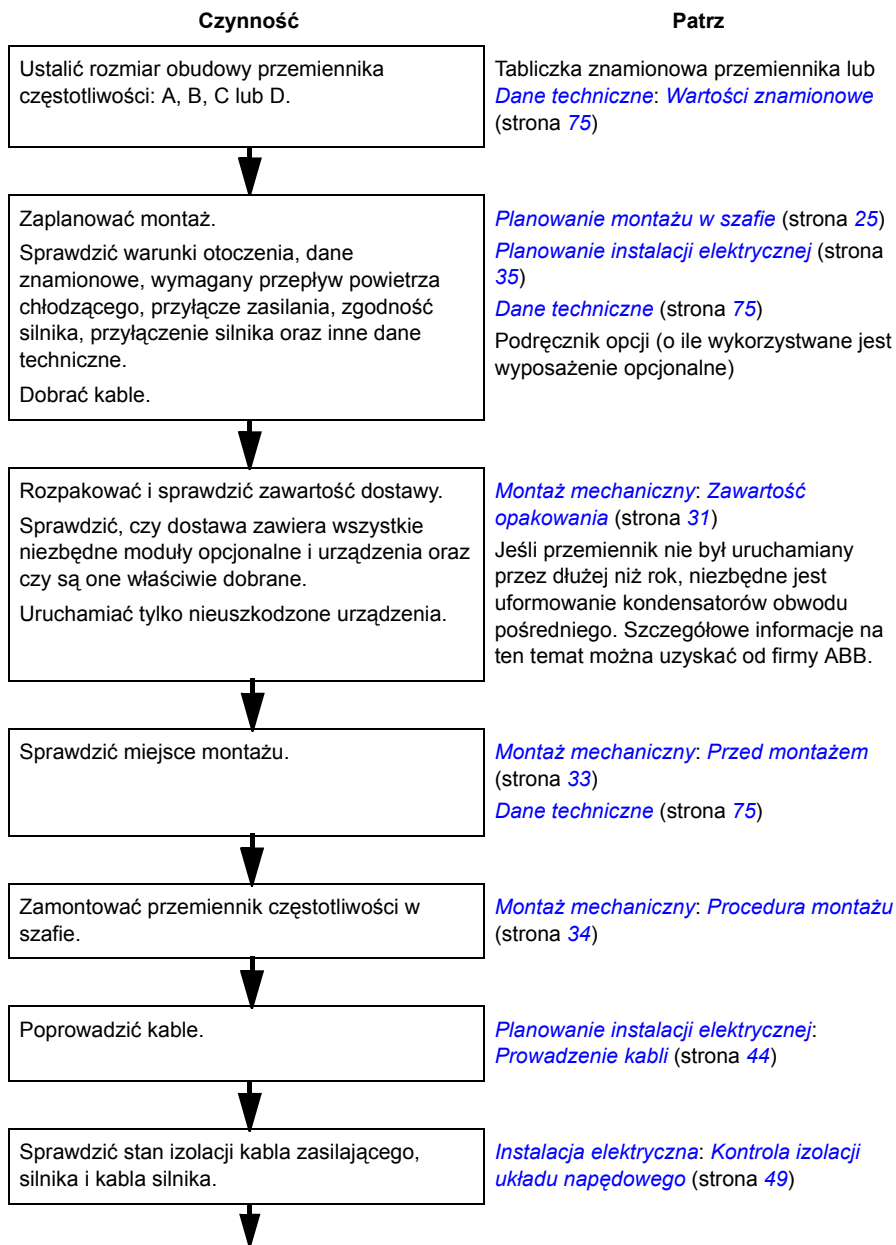 Czynność
Patrz
Ustalić rozmiar obudowy przemiennika
częstotliwości: A, B, C lub D.
Tabliczka znamionowa przemiennika lub
Dane techniczne: Wartości znamionowe
(strona 75)
Zaplanować montaż.
Sprawdzić warunki otoczenia, dane
znamionowe, wymagany przepływ powietrza
chłodzącego, przyłącze zasilania, zgodność
silnika, przyłączenie silnika oraz inne dane
techniczne.
Dobrać kable.
Planowanie montażu w szafie (strona 25)
Planowanie instalacji elektrycznej (strona
35)
Dane techniczne (strona 75)
Podręcznik opcji (o ile wykorzystwane jest
wyposażenie opcjonalne)
Rozpakować i sprawdzić zawartość dostawy.
Sprawdzić, czy dostawa zawiera wszystkie
niezbędne moduły opcjonalne i urządzenia oraz
czy są one właściwie dobrane.
Uruchamiać tylko nieuszkodzone urządzenia.
Montaż mechaniczny: Zawartość
opakowania (strona 31)
Jeśli przemiennik nie był uruchamiany
przez dłużej niż rok, niezbędne jest
uformowanie kondensatorów obwodu
pośredniego. Szczegółowe informacje na
ten temat można uzyskać od firmy ABB.
Sprawdzić miejsce montażu.
Montaż mechaniczny: Przed montażem
(strona 33)
Dane techniczne (strona 75)
Zamontować przemiennik częstotliwości w
szafie.
Montaż mechaniczny: Procedura montażu
(strona 34)
Poprowadzić kable.
Planowanie instalacji elektrycznej:
Prowadzenie kabli (strona 44)
Sprawdzić stan izolacji kabla zasilającego,
silnika i kabla silnika.
Instalacja elektryczna: Kontrola izolacji
układu napędowego (strona 49)